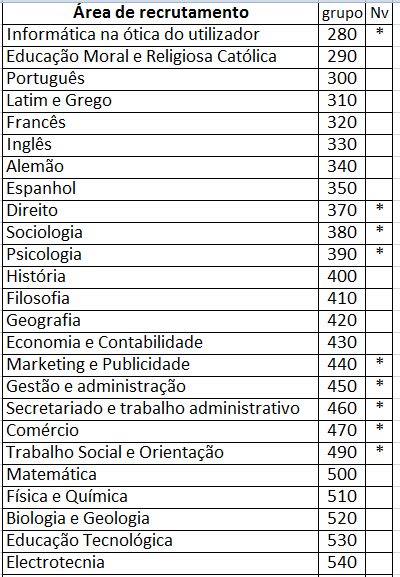 Área de recrutamento grupo Nv
Informática na ótica do utilizador 280 *
Educação Moral e Religiosa Católica 290
Português 300
Latim e Grego 310
Francês 320
Inglês 330
Alemão 340
Espanhol 350
Direito 370 *
Sociologia 380 *
Psicologia 390 *
História 400
Filosofia 410
Geografia 420
Economia e Contabilidade 430
Marketing e Publicidade 440 *
Gestão e administração 450 *
Secretariado e trabalho administrativo 460 *
Comércio 470 *
Trabalho Social e Orientação 490 *
Matemática 500
Física e Química 510
Biologia e Geologia 520
Educação Tecnológica 530
Electrotecnia 540